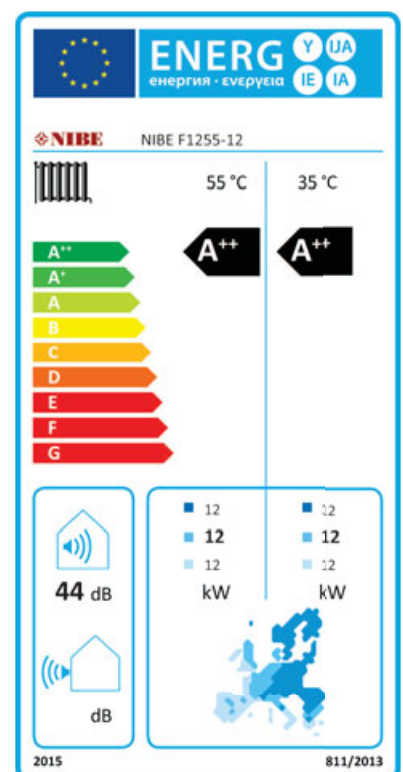 ENERG Y IJA
енергия · ενεργεια IE IA
NIBE NIBE F1255-12
55 °C 35 °C
A++ A++
A++
A+
A
B
C
D
E
F
G
12 12
12 12
12 12
kW kW
44 dB
dB
2015 811/2013